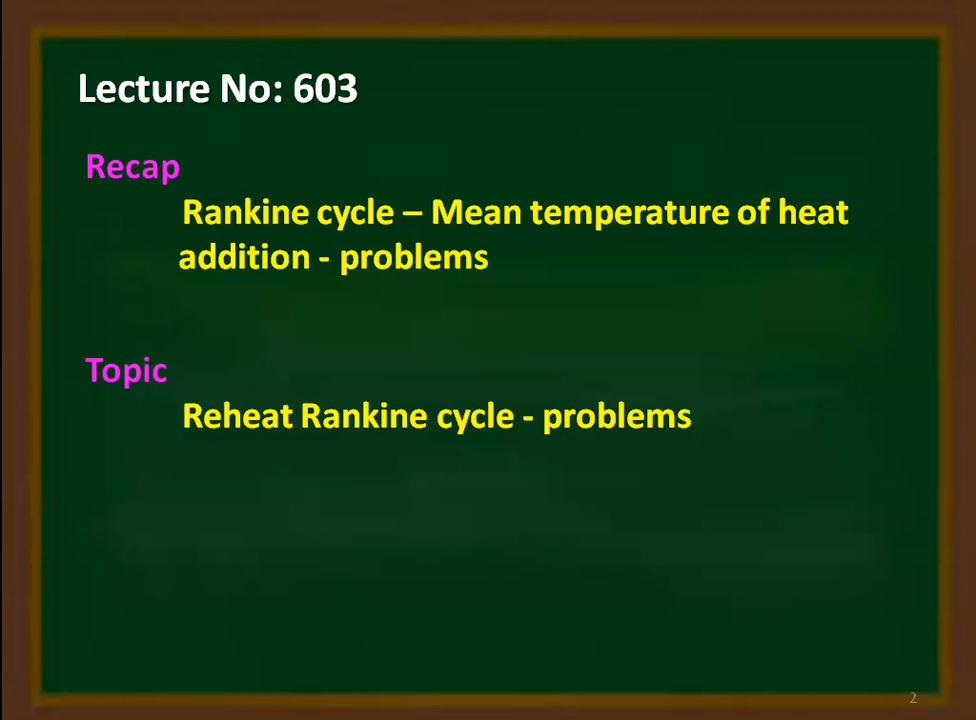 Lecture No: 603
Recap
Rankine cycle – Mean temperature of heat
addition - problems
Topic
Reheat Rankine cycle - problems
2